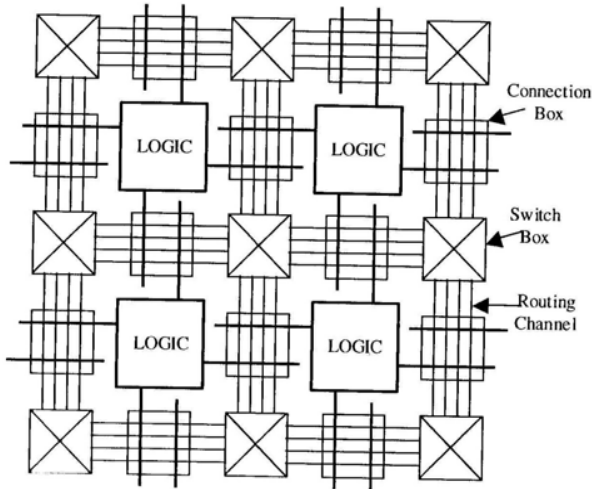 Connection
Box
LOGIC
LOGIC
Switch
Box
Routing
Channel
LOGIC
LOGIC